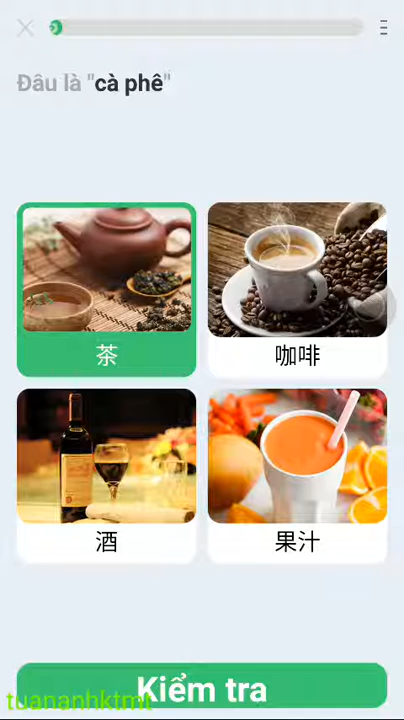 Đâu là "cà phê"
茶
咖啡
酒
果汁
Kiểm tra
tuananhktmt